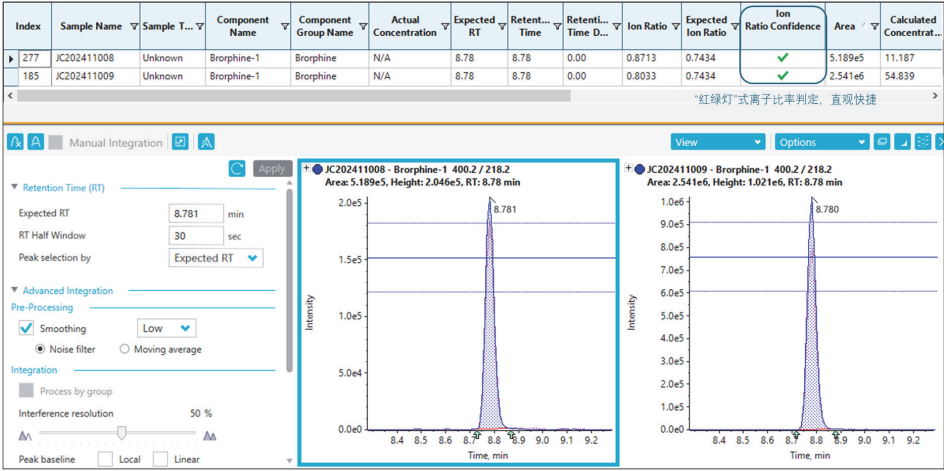 Index Sample Name Sample T... Component Name Component Group Name Actual Concentration Expected RT Retent... Time Retenti... Time D... Ion Ratio Expected Ion Ratio Ion Ratio Confidence Area Calculated Concentrat...
277 JC202411008 Unknown Brorphine-1 Brorphine N/A 8.78 8.78 0.00 0.8713 0.7434 ✔ 5.189e5 11.187
185 JC202411009 Unknown Brorphine-1 Brorphine N/A 8.78 8.78 0.00 0.8033 0.7434 ✔ 2.541e6 54.839
“红绿灯”式离子比率判定，直观快捷
Manual Integration
View Options
Apply
Retention Time (RT)
Expected RT 8.781 min
RT Half Window 30 sec
Peak selection by Expected RT
Advanced Integration
Pre-Processing
Smoothing Low
Noise filter Moving average
Integration
Process by group
Interference resolution 50 %
Peak baseline Local Linear
JC202411008 - Brorphine-1 400.2 / 218.2
Area: 5.189e5, Height: 2.046e5, RT: 8.78 min
8.781
2.0e5
1.5e5
1.0e5
5.0e4
0.0e0
Intensity
8.4 8.5 8.6 8.7 8.8 8.9 9.0 9.1 9.2
Time, min
JC202411009 - Brorphine-1 400.2 / 218.2
Area: 2.541e6, Height: 1.021e6, RT: 8.78 min
8.780
1.0e6
9.0e5
8.0e5
7.0e5
6.0e5
5.0e5
4.0e5
3.0e5
2.0e5
1.0e5
0.0e0
Intensity
8.4 8.5 8.6 8.7 8.8 8.9 9.0 9.1 9.2
Time, min